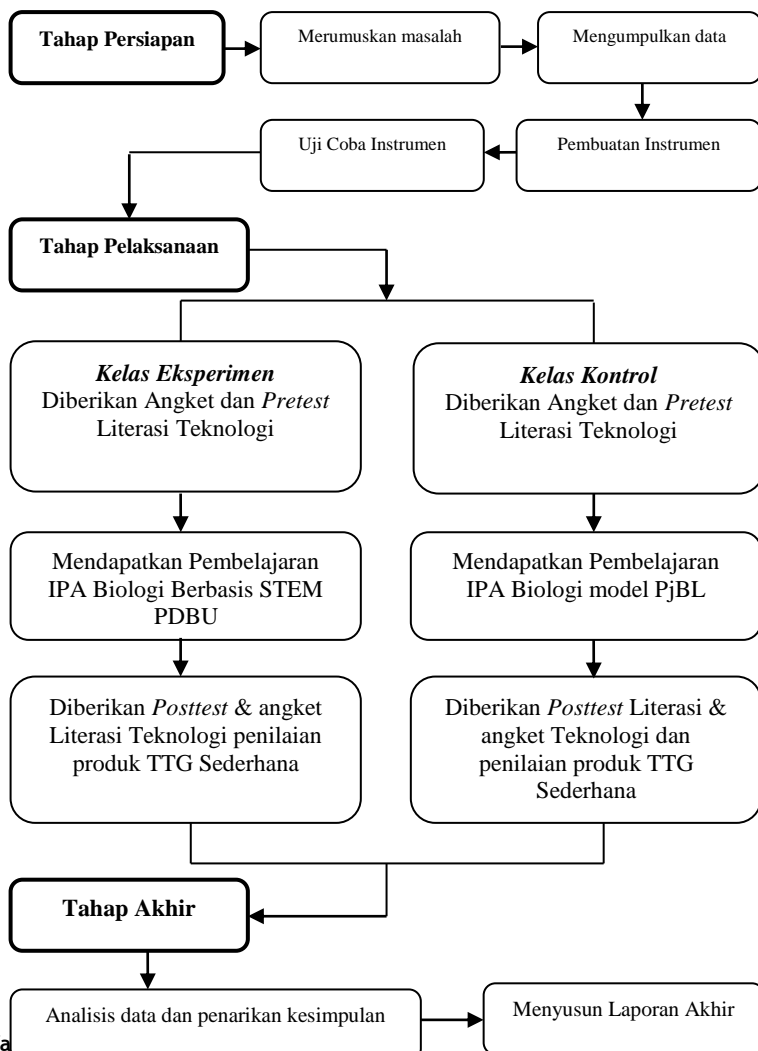 Tahap Persiapan
Merumuskan masalah
Mengumpulkan data
Uji Coba Instrumen
Pembuatan Instrumen
Tahap Pelaksanaan
Kelas Eksperimen
Diberikan Angket dan Pretest
Literasi Teknologi
Kelas Kontrol
Diberikan Angket dan Pretest
Literasi Teknologi
Mendapatkan Pembelajaran
IPA Biologi Berbasis STEM
PDBU
Mendapatkan Pembelajaran
IPA Biologi model PjBL
Diberikan Posttest & angket
Literasi Teknologi penilaian
produk TTG Sederhana
Diberikan Posttest Literasi &
angket Teknologi dan
penilaian produk TTG
Sederhana
Tahap Akhir
Analisis data dan penarikan kesimpulan
Menyusun Laporan Akhir
a